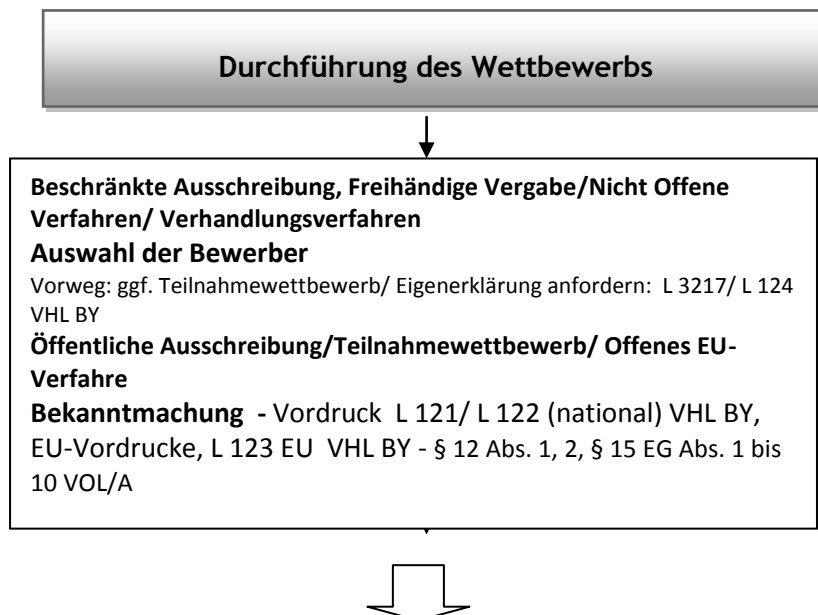 Durchführung des Wettbewerbs
Beschränkte Ausschreibung, Freihändige Vergabe/Nicht Offene
Verfahren/ Verhandlungsverfahren
Auswahl der Bewerber
Vorweg: ggf. Teilnahmewettbewerb/ Eigenerklärung anfordern: L 3217/ L 124
VHL BY
Öffentliche Ausschreibung/Teilnahmewettbewerb/ Offenes EU-
Verfahre
Bekanntmachung - Vordruck L 121/ L 122 (national) VHL BY,
EU-Vordrucke, L 123 EU VHL BY - § 12 Abs. 1, 2, § 15 EG Abs. 1 bis
10 VOL/A